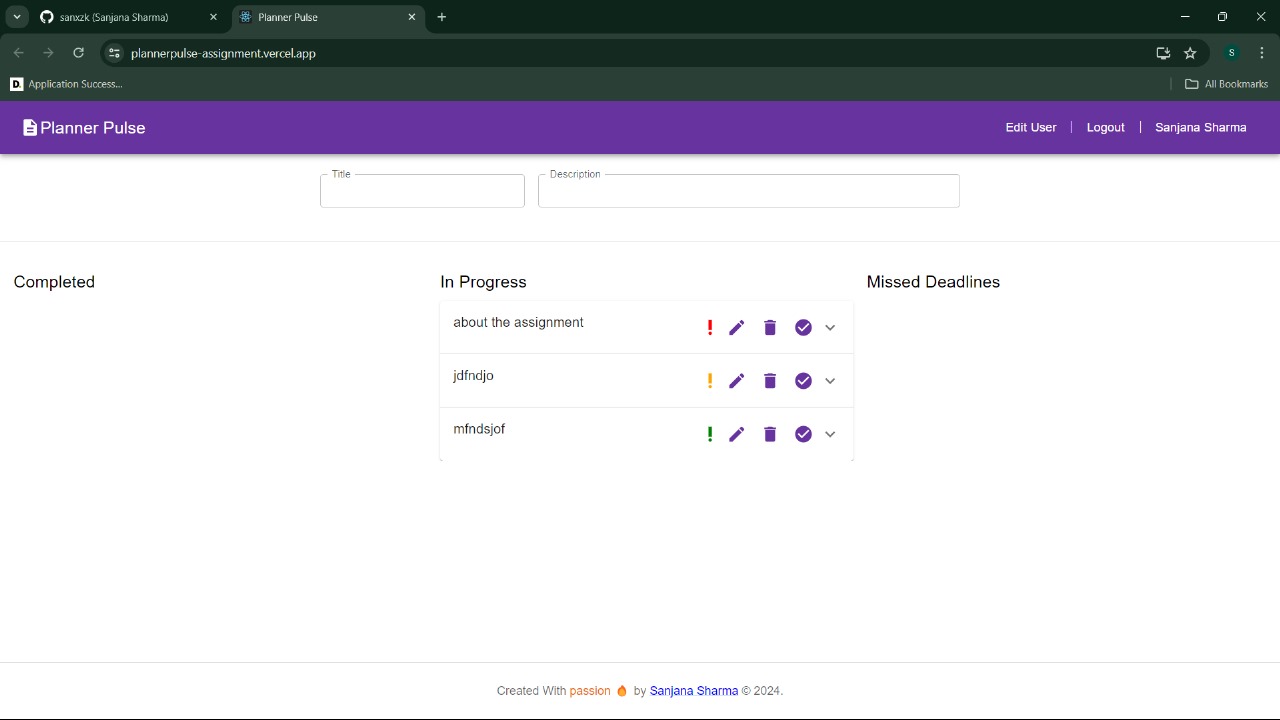 sanxzk (Sanjana Sharma)
Planner Pulse
plannerpulse-assignment.vercel.app
S
D. Application Success...
All Bookmarks
Planner Pulse
Edit User | Logout | Sanjana Sharma
Title
Description
Completed
In Progress
Missed Deadlines
about the assignment
jdfndjo
mfndsjof
Created With passion 🔥 by Sanjana Sharma © 2024.